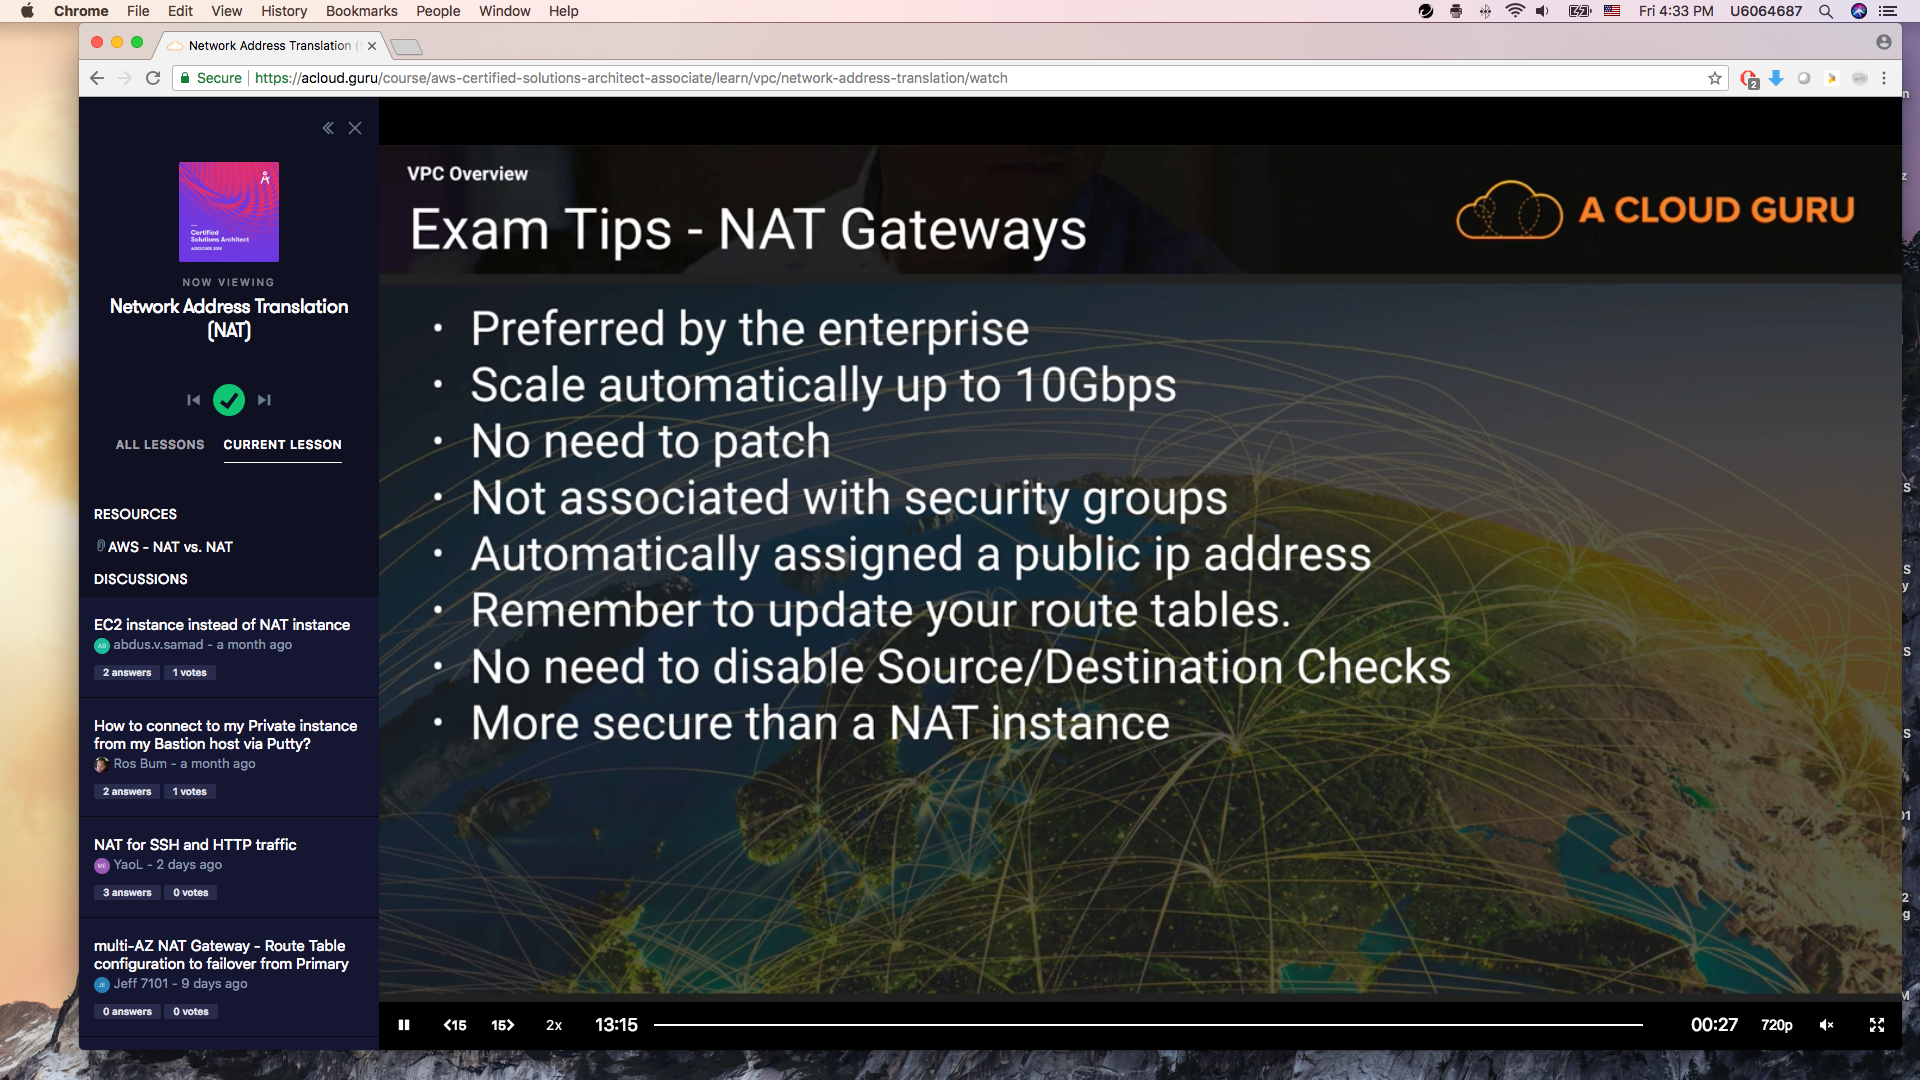 Chrome File Edit View History Bookmarks People Window Help
Fri 4:33 PM U6064687
Network Address Translation (
Secure https://acloud.guru/course/aws-certified-solutions-architect-associate/learn/vpc/network-address-translation/watch
2
Certified
Solutions Architect
NOW VIEWING
Network Address Translation
(NAT)
ALL LESSONS CURRENT LESSON
RESOURCES
AWS - NAT vs. NAT
DISCUSSIONS
EC2 instance instead of NAT instance
abdus.v.samad - a month ago
2 answers 1 votes
How to connect to my Private instance
from my Bastion host via Putty?
Ros Bum - a month ago
2 answers 1 votes
NAT for SSH and HTTP traffic
YaoL - 2 days ago
3 answers 0 votes
multi-AZ NAT Gateway - Route Table
configuration to failover from Primary
Jeff 7101 - 9 days ago
0 answers 0 votes
VPC Overview
Exam Tips - NAT Gateways
A CLOUD GURU
• Preferred by the enterprise
• Scale automatically up to 10Gbps
• No need to patch
• Not associated with security groups
• Automatically assigned a public ip address
• Remember to update your route tables.
• No need to disable Source/Destination Checks
• More secure than a NAT instance
<15 15> 2x 13:15 00:27 720p